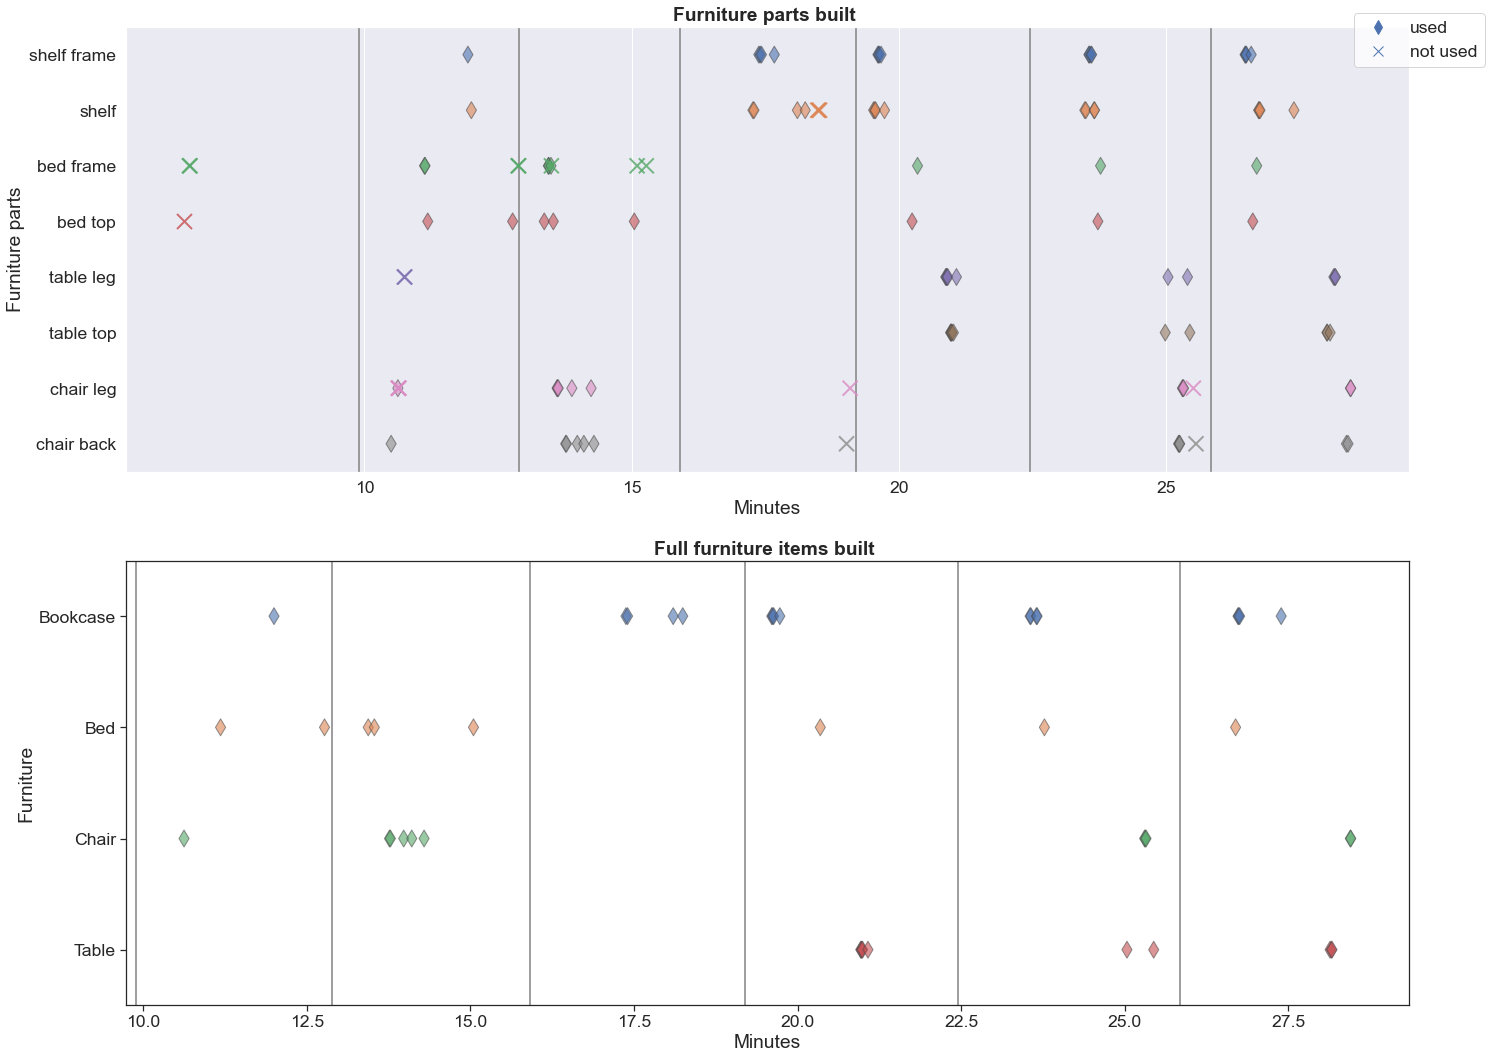 Furniture parts built
used
not used
shelf frame
shelf
bed frame
bed top
table leg
table top
chair leg
chair back
Furniture parts
10
15
20
25
Minutes
Full furniture items built
Bookcase
Bed
Chair
Table
Furniture
10.0
12.5
15.0
17.5
20.0
22.5
25.0
27.5
Minutes